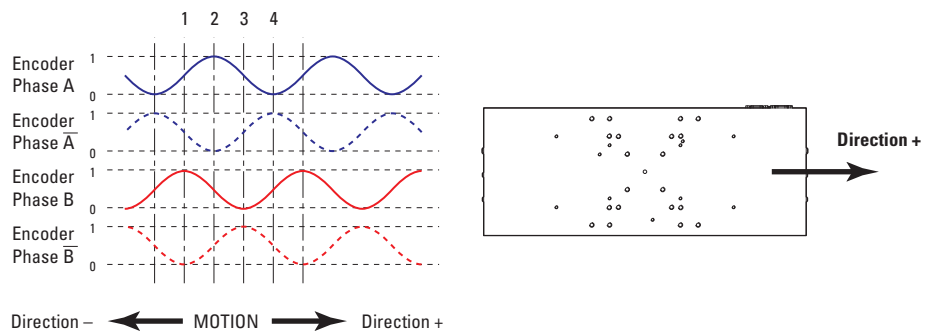 1 2 3 4
Encoder
Phase A
1
0
Encoder
Phase A̅
1
0
Encoder
Phase B
1
0
Encoder
Phase B̅
1
0
Direction +
Direction – MOTION Direction +